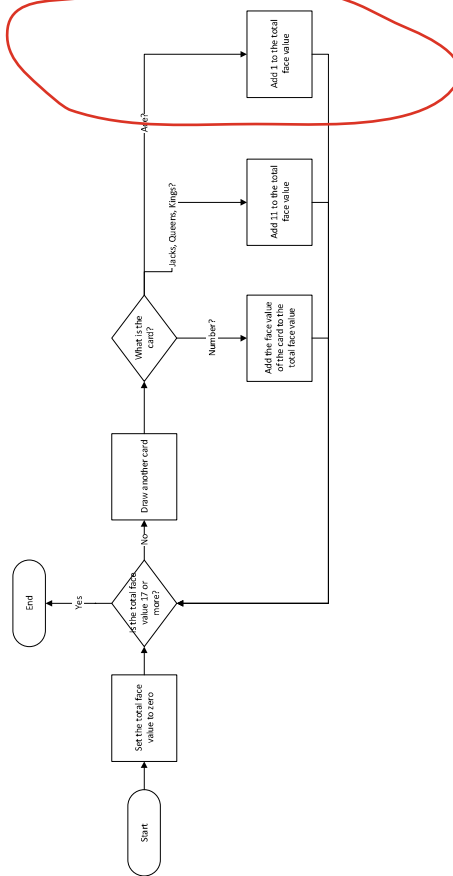 Start
Set the total face
value to zero
Is the total face
value 17 or
more?
Yes
End
No
Draw another card
What is the
card?
Number?
Add the face value
of the card to the
total face value
Jacks, Queens, Kings?
Add 11 to the total
face value
Ace?
Add 1 to the total
face value